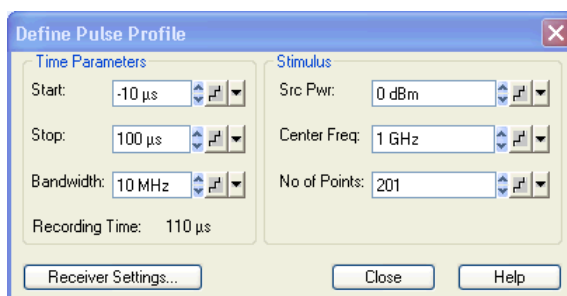 Define Pulse Profile
Time Parameters
Start: -10 µs
Stop: 100 µs
Bandwidth: 10 MHz
Recording Time: 110 µs
Stimulus
Src Pwr: 0 dBm
Center Freq: 1 GHz
No of Points: 201
Receiver Settings...
Close
Help